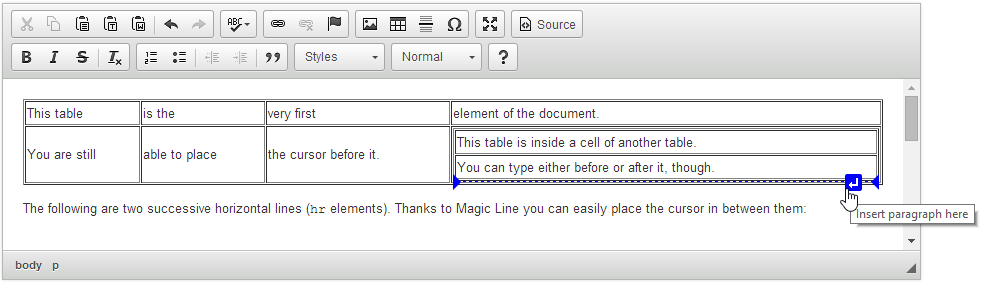 ABC Source
B I S Tx Styles Normal ?
This table is the very first element of the document.
You are still able to place the cursor before it. This table is inside a cell of another table.
You can type either before or after it, though.
The following are two successive horizontal lines (hr elements). Thanks to Magic Line you can easily place the cursor in between them:
Insert paragraph here
body p